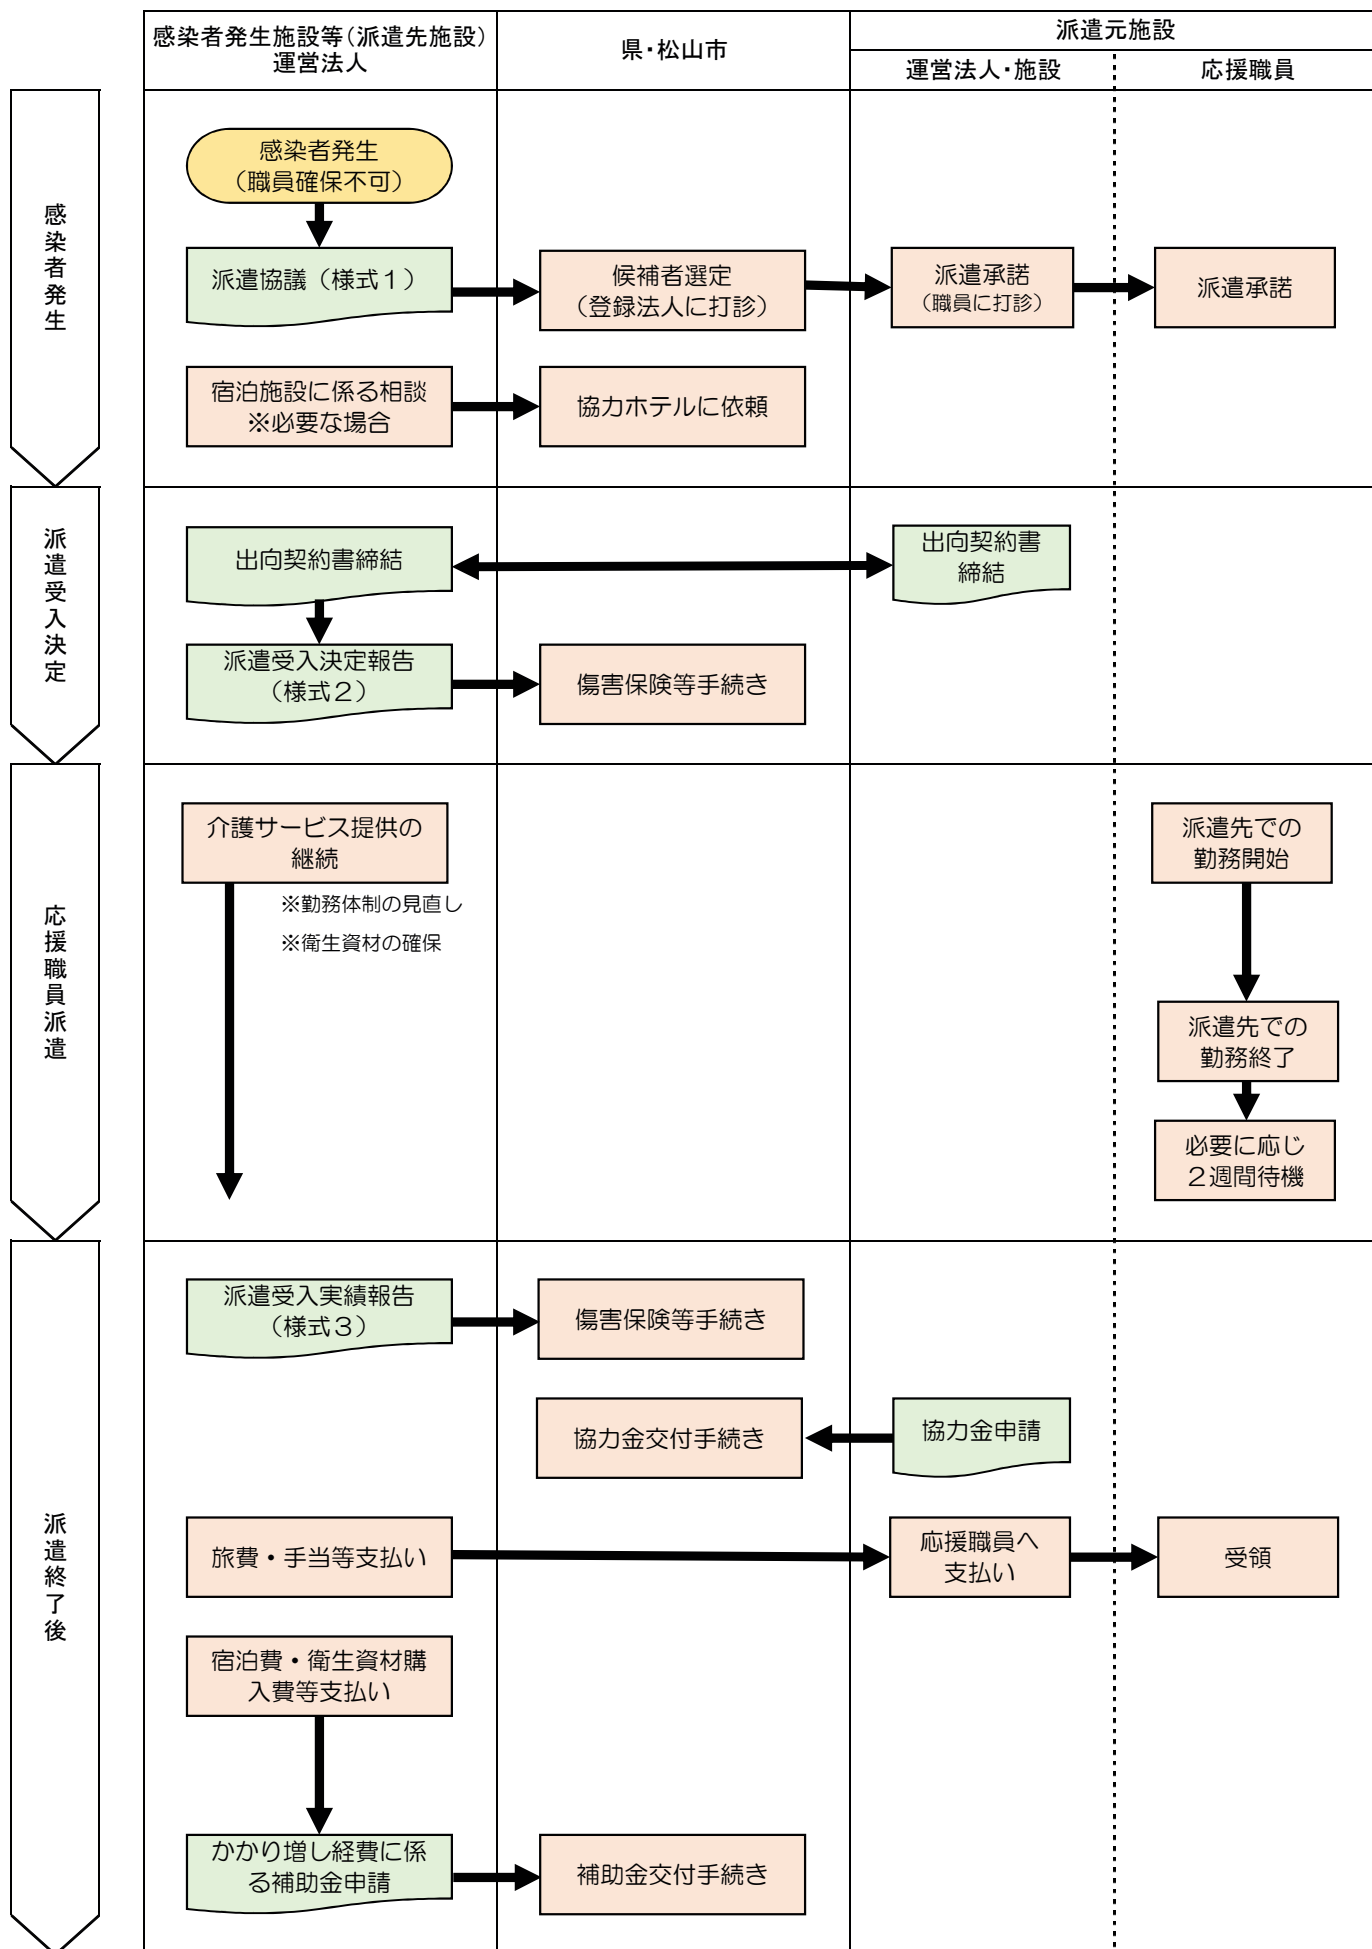 感染者発生施設等(派遣先施設)
運営法人
県・松山市
派遣元施設
運営法人・施設
応援職員
感染者発生
感染者発生
(職員確保不可)
派遣協議（様式１）
候補者選定
（登録法人に打診）
派遣承諾
（職員に打診）
派遣承諾
宿泊施設に係る相談
※必要な場合
協力ホテルに依頼
派遣受入決定
出向契約書締結
出向契約書
締結
派遣受入決定報告
（様式２）
傷害保険等手続き
応援職員派遣
介護サービス提供の
継続
※勤務体制の見直し
※衛生資材の確保
派遣先での
勤務開始
派遣先での
勤務終了
必要に応じ
２週間待機
派遣終了後
派遣受入実績報告
（様式３）
傷害保険等手続き
協力金交付手続き
協力金申請
旅費・手当等支払い
応援職員へ
支払い
受領
宿泊費・衛生資材購
入費等支払い
かかり増し経費に係
る補助金申請
補助金交付手続き